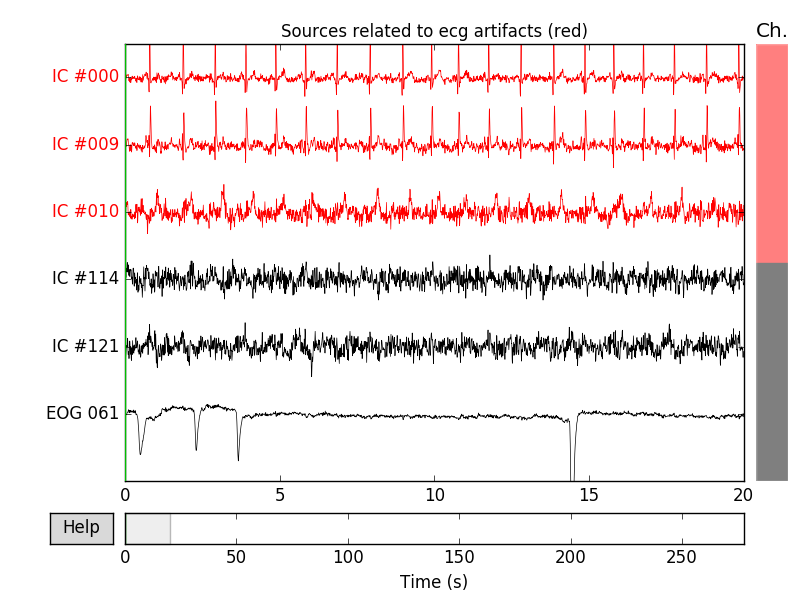 Sources related to ecg artifacts (red)
Ch.
IC #000
IC #009
IC #010
IC #114
IC #121
EOG 061
0 5 10 15 20
Help
0 50 100 150 200 250
Time (s)